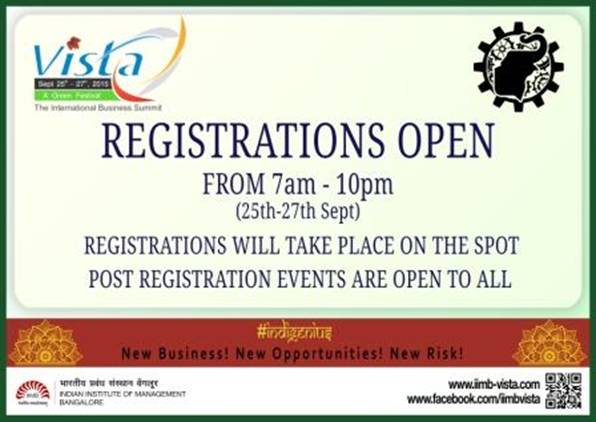 Vista
Sept 25th - 27th, 2015
A Green Festival
The International Business Summit
REGISTRATIONS OPEN
FROM 7am - 10pm
(25th-27th Sept)
REGISTRATIONS WILL TAKE PLACE ON THE SPOT
POST REGISTRATION EVENTS ARE OPEN TO ALL
#indigenius
New Business! New Opportunities! New Risk!
भारतीय प्रबंध संस्थान बेंगलूर
INDIAN INSTITUTE OF MANAGEMENT
BANGALORE
www.iimb-vista.com
www.facebook.com/iimbvista